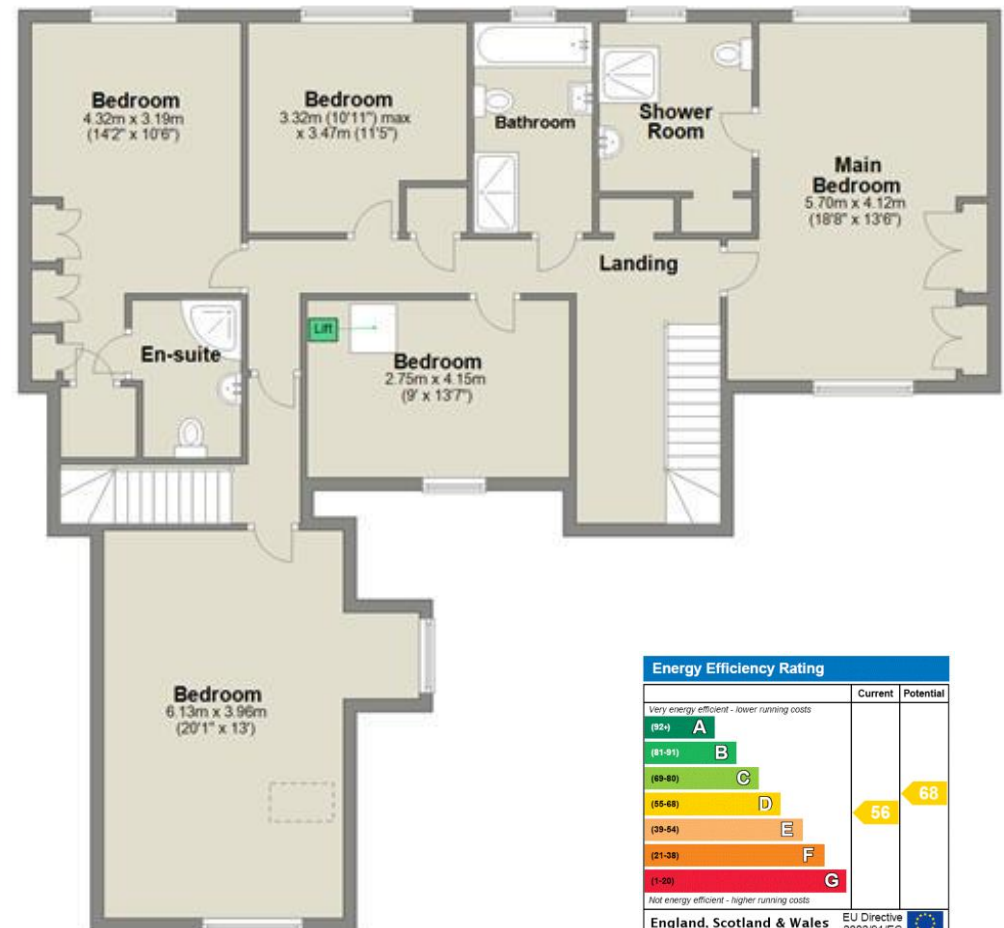 Bedroom
4.32m x 3.19m
(14'2" x 10'6")
Bedroom
3.32m (10'11") max
x 3.47m (11'5")
Bathroom
Shower
Room
Main
Bedroom
5.70m x 4.12m
(18'8" x 13'6")
Landing
En-suite
Lift
Bedroom
2.75m x 4.15m
(9' x 13'7")
Bedroom
6.13m x 3.96m
(20'1" x 13')
Energy Efficiency Rating
Current Potential
Very energy efficient - lower running costs
(92+) A
(81-91) B
(69-80) C
(55-68) D
(39-54) E
(21-38) F
(1-20) G
56
68
Not energy efficient - higher running costs
England, Scotland & Wales
EU Directive